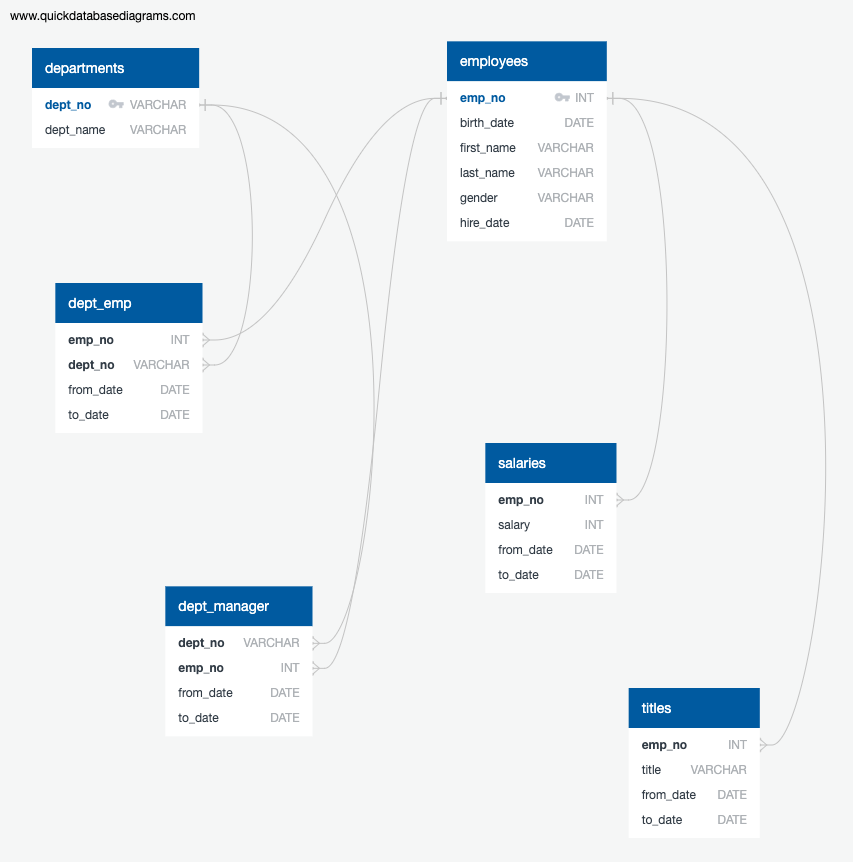 www.quickdatabasediagrams.com
departments
dept_no VARCHAR
dept_name VARCHAR
employees
emp_no INT
birth_date DATE
first_name VARCHAR
last_name VARCHAR
gender VARCHAR
hire_date DATE
dept_emp
emp_no INT
dept_no VARCHAR
from_date DATE
to_date DATE
salaries
emp_no INT
salary INT
from_date DATE
to_date DATE
dept_manager
dept_no VARCHAR
emp_no INT
from_date DATE
to_date DATE
titles
emp_no INT
title VARCHAR
from_date DATE
to_date DATE